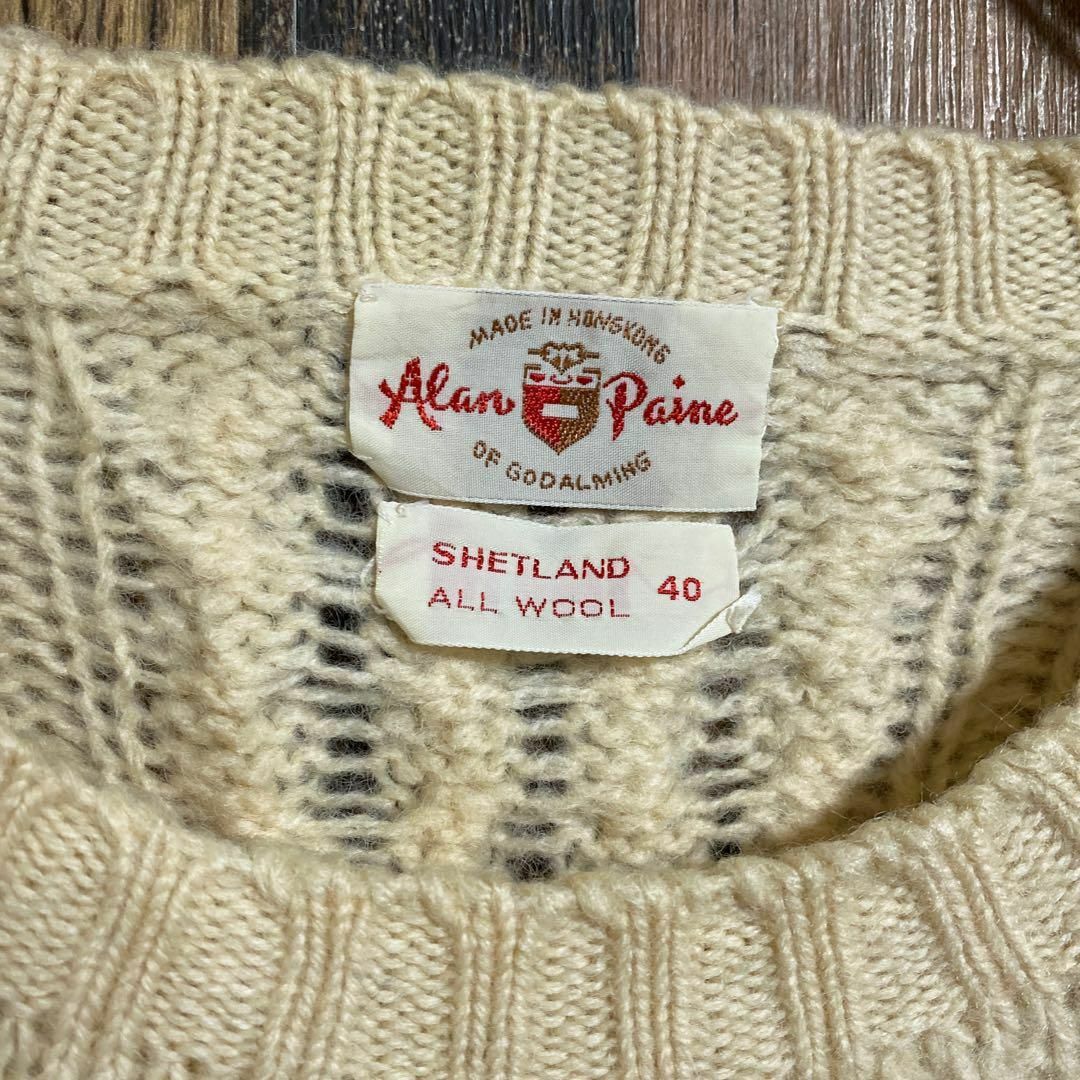 MADE IN HONGKONG
Alan Paine
OF GODALMING
SHETLAND
ALL WOOL 40